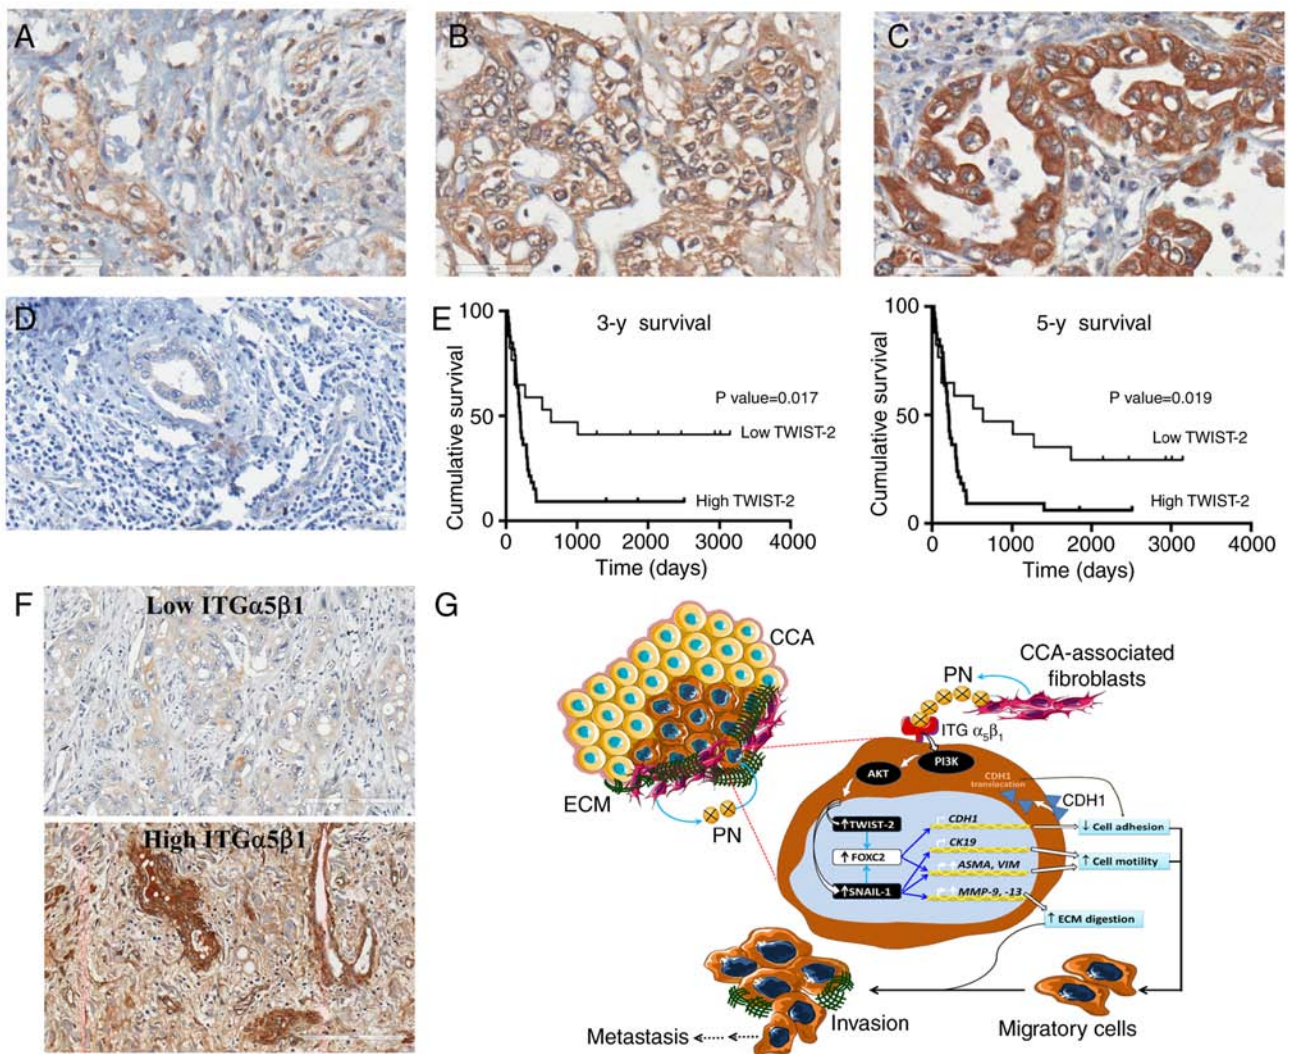 A
B
C
D
E
3-y survival
P value=0.017
Low TWIST-2
High TWIST-2
Cumulative survival
100
50
0
0 1000 2000 3000 4000
Time (days)
5-y survival
P value=0.019
Low TWIST-2
High TWIST-2
Cumulative survival
100
50
0
0 1000 2000 3000 4000
Time (days)
F
Low ITGα5β1
High ITGα5β1
G
CCA
ECM
PN
CCA-associated
fibroblasts
PN
ITG α5β1
PI3K
AKT
CDH1
translocation
CDH1
↑TWIST-2
↑ FOXC2
↑SNAIL-1
CDH1
CK19
ASMA, VIM
MMP-9, -13
↓ Cell adhesion
↑ Cell motility
↑ ECM digestion
Migratory cells
Invasion
Metastasis